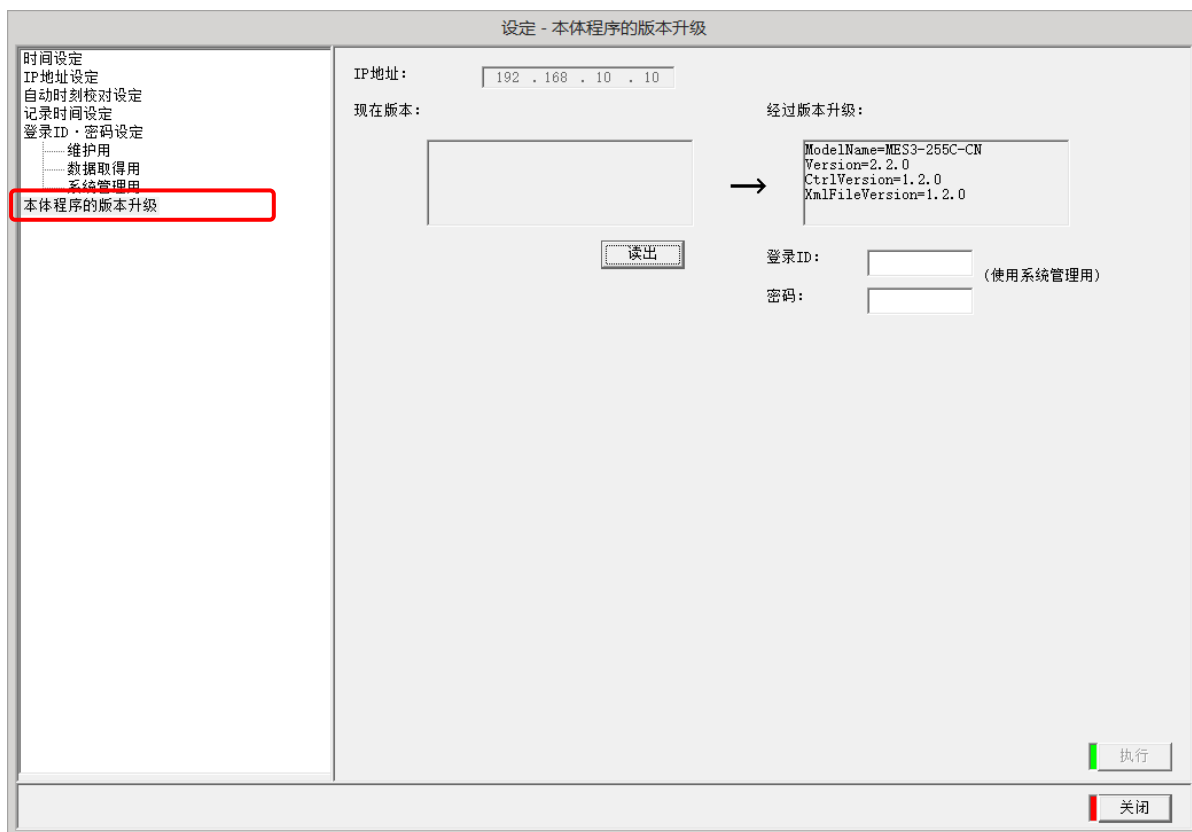 设定 - 本体程序的版本升级
时间设定
IP地址设定
自动时刻校对设定
记录时间设定
登录ID・密码设定
维护用
数据取得用
系统管理用
本体程序的版本升级
IP地址: 192 . 168 . 10 . 10
现在版本:
读出
→
经过版本升级:
ModelName=MES3-255C-CN
Version=2.2.0
CtrlVersion=1.2.0
XmlFileVersion=1.2.0
登录ID:
(使用系统管理用)
密码:
执行
关闭